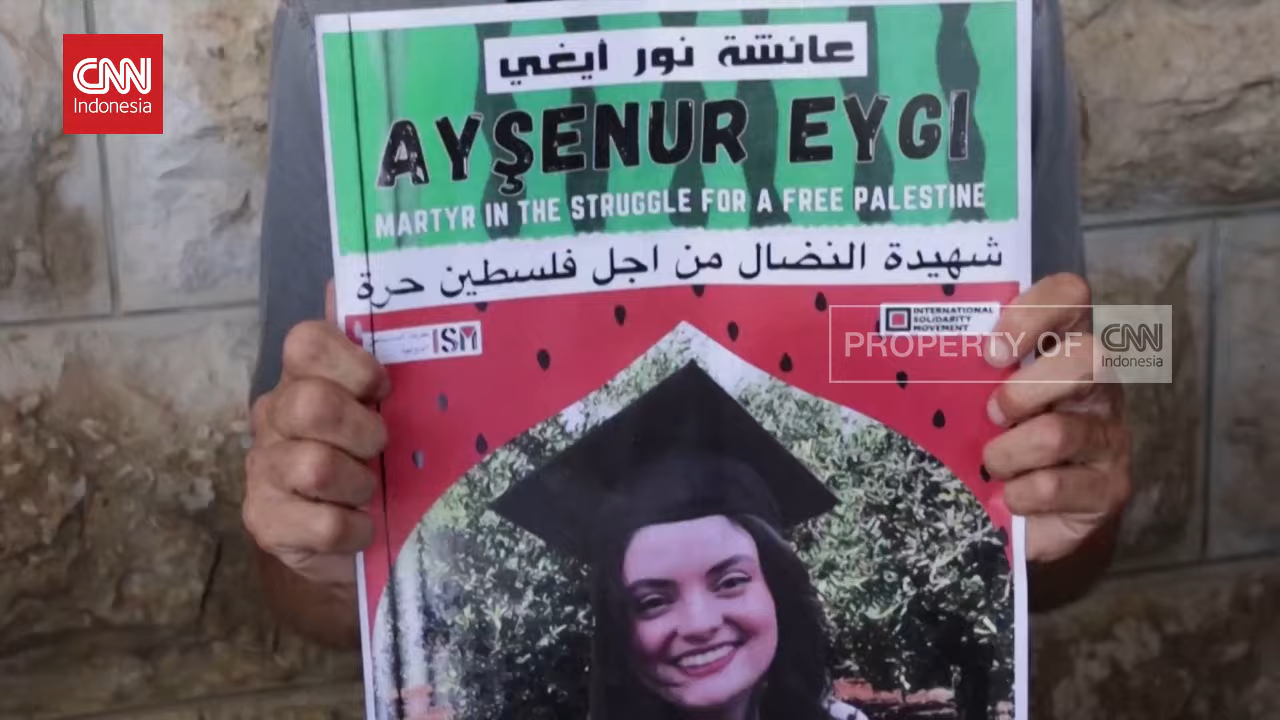 CNN
Indonesia
عائشة نور أيغي
AYŞENUR EYGI
MARTYR IN THE STRUGGLE FOR A FREE PALESTINE
شهيدة النضال من اجل فلسطين حرة
ISM
INTERNATIONAL
SOLIDARITY
MOVEMENT
PROPERTY OF
CNN
Indonesia